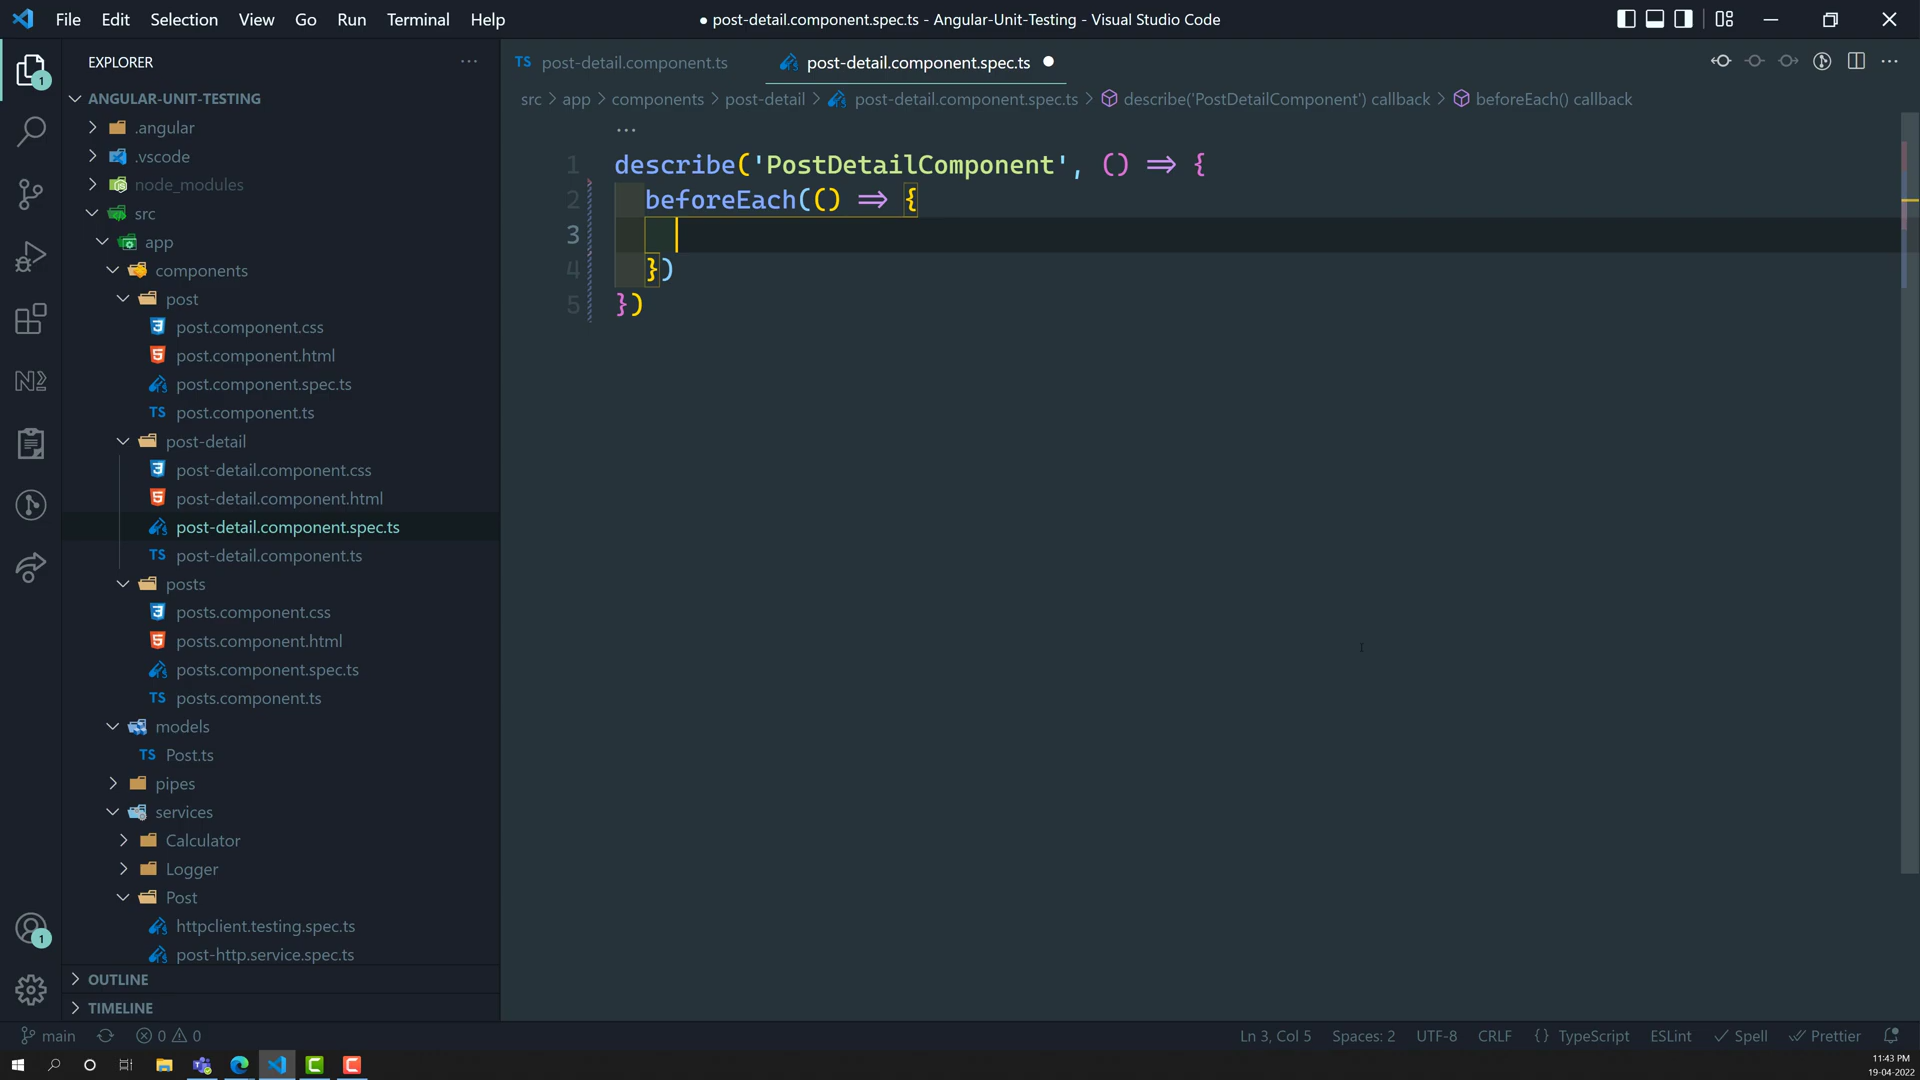 File Edit Selection View Go Run Terminal Help
● post-detail.component.spec.ts - Angular-Unit-Testing - Visual Studio Code
EXPLORER
ANGULAR-UNIT-TESTING
.angular
.vscode
node_modules
src
app
components
post
post.component.css
post.component.html
post.component.spec.ts
TS post.component.ts
post-detail
post-detail.component.css
post-detail.component.html
post-detail.component.spec.ts
TS post-detail.component.ts
posts
posts.component.css
posts.component.html
posts.component.spec.ts
TS posts.component.ts
models
TS Post.ts
pipes
services
Calculator
Logger
Post
httpclient.testing.spec.ts
post-http.service.spec.ts
OUTLINE
TIMELINE
1
1
TS post-detail.component.ts post-detail.component.spec.ts ●
src > app > components > post-detail > post-detail.component.spec.ts > describe('PostDetailComponent') callback > beforeEach() callback
...
1 describe('PostDetailComponent', () => {
2 beforeEach(() => {
3
4 })
5 })
main 0 0 Ln 3, Col 5 Spaces: 2 UTF-8 CRLF {} TypeScript ESLint Spell Prettier
11:43 PM
19-04-2022